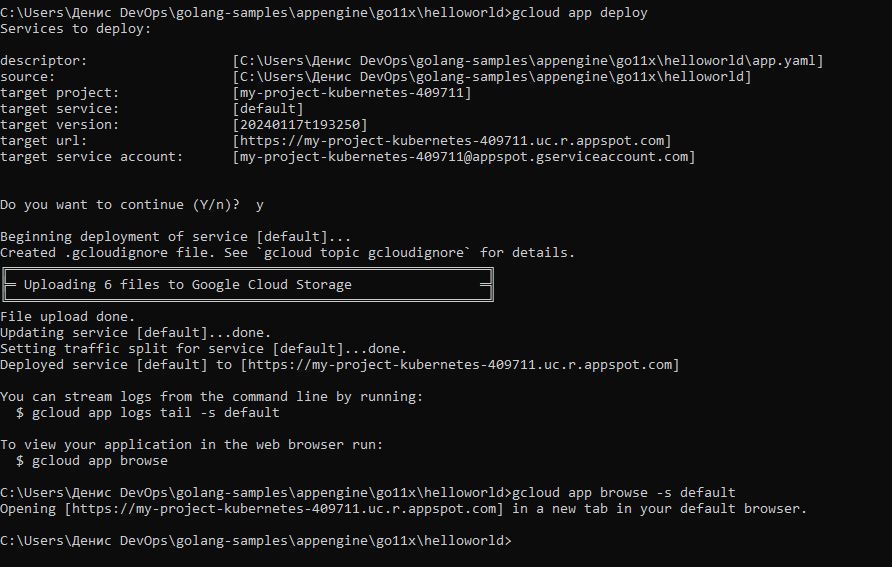 C:\Users\Денис DevOps\golang-samples\appengine\go11x\helloworld>gcloud app deploy
Services to deploy:
descriptor:                  [C:\Users\Денис DevOps\golang-samples\appengine\go11x\helloworld\app.yaml]
source:                      [C:\Users\Денис DevOps\golang-samples\appengine\go11x\helloworld]
target project:              [my-project-kubernetes-409711]
target service:              [default]
target version:              [20240117t193250]
target url:                  [https://my-project-kubernetes-409711.uc.r.appspot.com]
target service account:      [my-project-kubernetes-409711@appspot.gserviceaccount.com]
Do you want to continue (Y/n)?  y
Beginning deployment of service [default]...
Created .gcloudignore file. See `gcloud topic gcloudignore` for details.
Uploading 6 files to Google Cloud Storage
File upload done.
Updating service [default]...done.
Setting traffic split for service [default]...done.
Deployed service [default] to [https://my-project-kubernetes-409711.uc.r.appspot.com]
You can stream logs from the command line by running:
  $ gcloud app logs tail -s default
To view your application in the web browser run:
  $ gcloud app browse
C:\Users\Денис DevOps\golang-samples\appengine\go11x\helloworld>gcloud app browse -s default
Opening [https://my-project-kubernetes-409711.uc.r.appspot.com] in a new tab in your default browser.
C:\Users\Денис DevOps\golang-samples\appengine\go11x\helloworld>